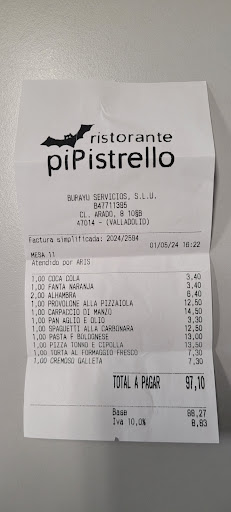 ristorante
piPistrello
BURAYU SERVICIOS, S.L.U.
B47711365
CL. ARADO, 8 10ºB
47014 - (VALLADOLID)
Factura simplificada: 2024/2584
01/05/24 16:22
MESA 11
Atendido por ARIS
1,00 COCA COLA 3,40
1,00 FANTA NARANJA 3,40
2,00 ALHAMBRA 6,40
1,00 PROVOLONE ALLA PIZZAIOLA 12,50
1,00 CARPACCIO DI MANZO 14,50
1,00 PAN AGLIO E OLIO 3,30
1,00 SPAGUETTI ALLA CARBONARA 12,50
1,00 PASTA F BOLOGNESE 13,00
1,00 PIZZA TONNO E CIPOLLA 13,50
1,00 TORTA AL FORMAGGIO FRESCO 7,30
1,00 CREMOSO GALLETA 7,30
TOTAL A PAGAR 97,10
Base 88,27
Iva 10,0% 8,83